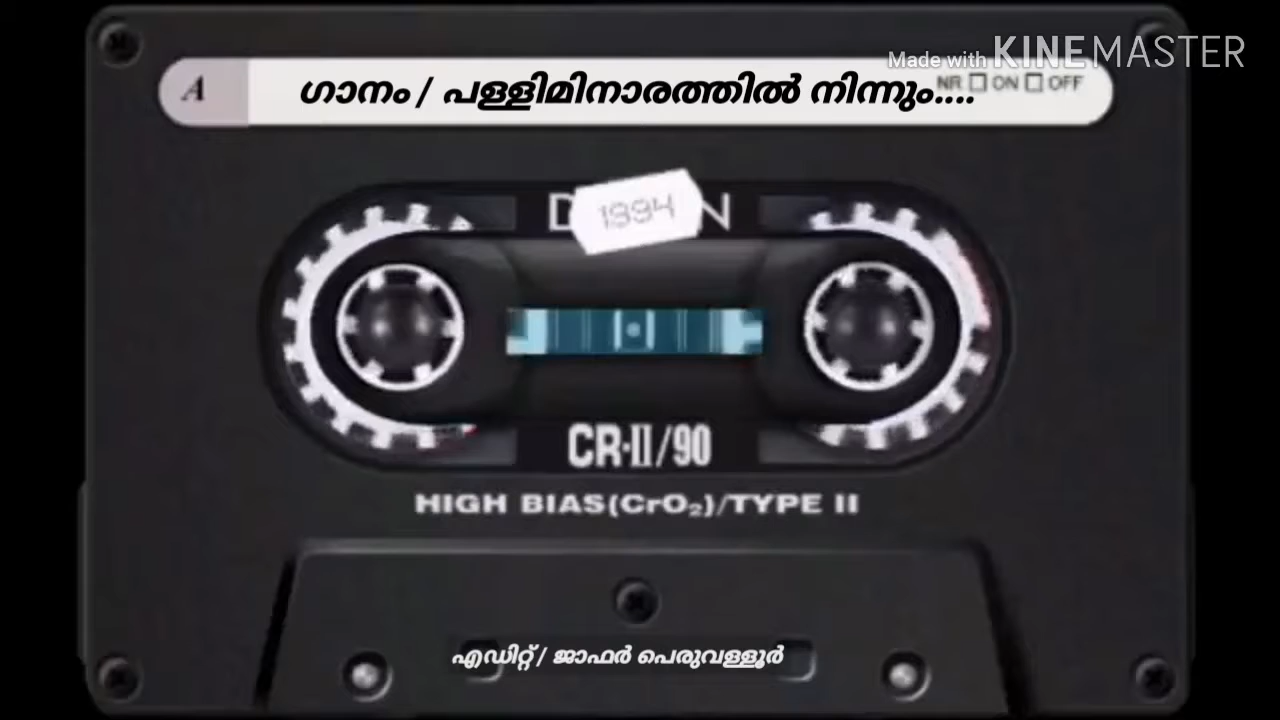 Made with KINEMASTER
A ഗാനം / പള്ളിമിനാരത്തിൽ നിന്നും.... NR ON OFF
1994
CR·II/90
HIGH BIAS(CrO₂)/TYPE II
എഡിറ്റ് / ജാഫർ പെരുവള്ളൂർ